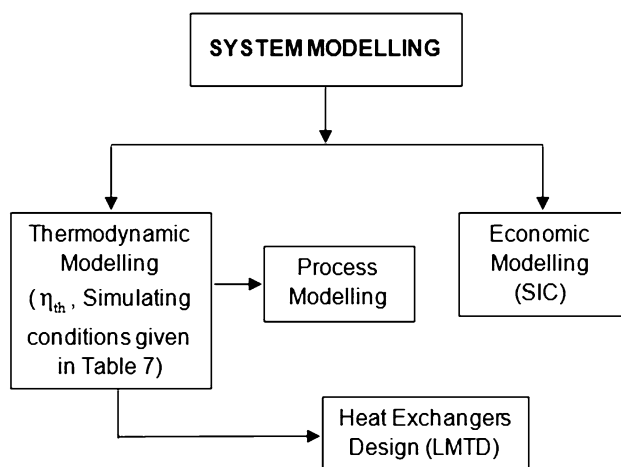 SYSTEM MODELLING
Thermodynamic
Modelling
( ηth , Simulating
conditions given
in Table 7)
Process
Modelling
Economic
Modelling
(SIC)
Heat Exchangers
Design (LMTD)